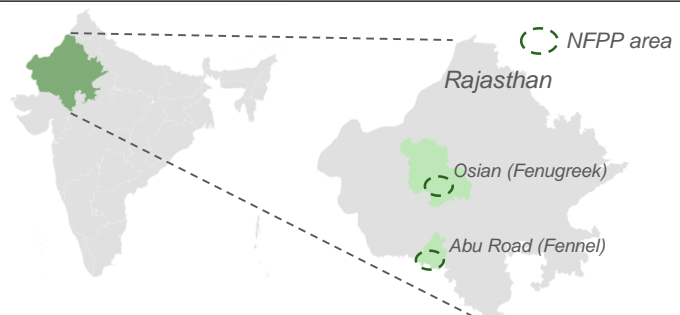 NFPP area
Rajasthan
Osian (Fenugreek)
Abu Road (Fennel)